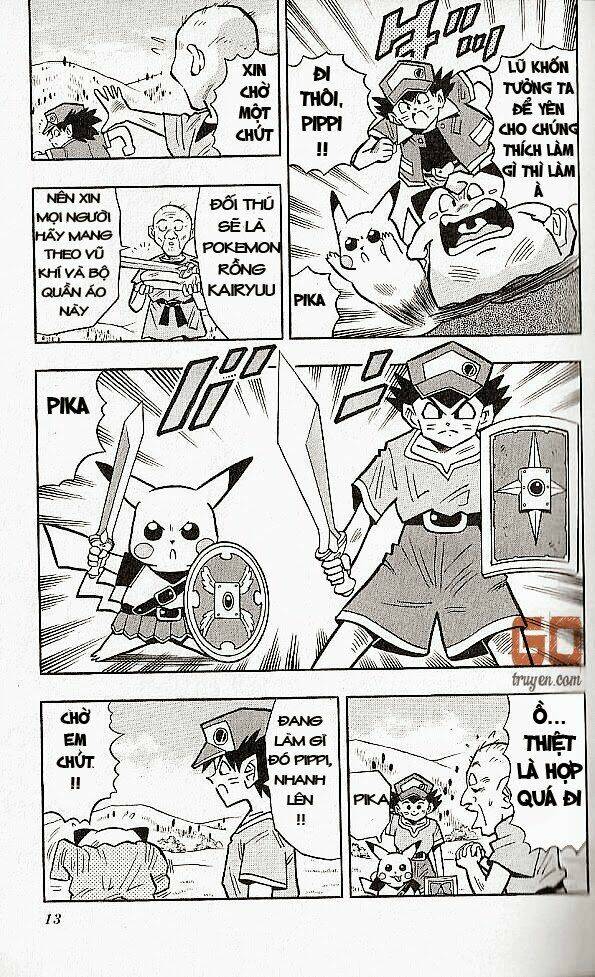 LŨ KHỐN
TƯỞNG TA
ĐỂ YÊN
CHO CHÚNG
THÍCH LÀM
GÌ THÌ LÀM
À
ĐI
THÔI,
PIPPI
!!
PIKA
XIN
CHỜ
MỘT
CHÚT
ĐỐI THỦ
SẼ LÀ
POKEMON
RỒNG
KAIRYUU
NÊN XIN
MỌI NGƯỜI
HÃY MANG
THEO VŨ
KHÍ VÀ BỘ
QUẦN ÁO
NÀY
PIKA
Ồ...
THIỆT
LÀ HỢP
QUÁ ĐI
PIKA
ĐANG
LÀM GÌ
ĐÓ PIPPI,
NHANH
LÊN
!!
CHỜ
EM
CHÚT
!!
GO
truyen.com
13